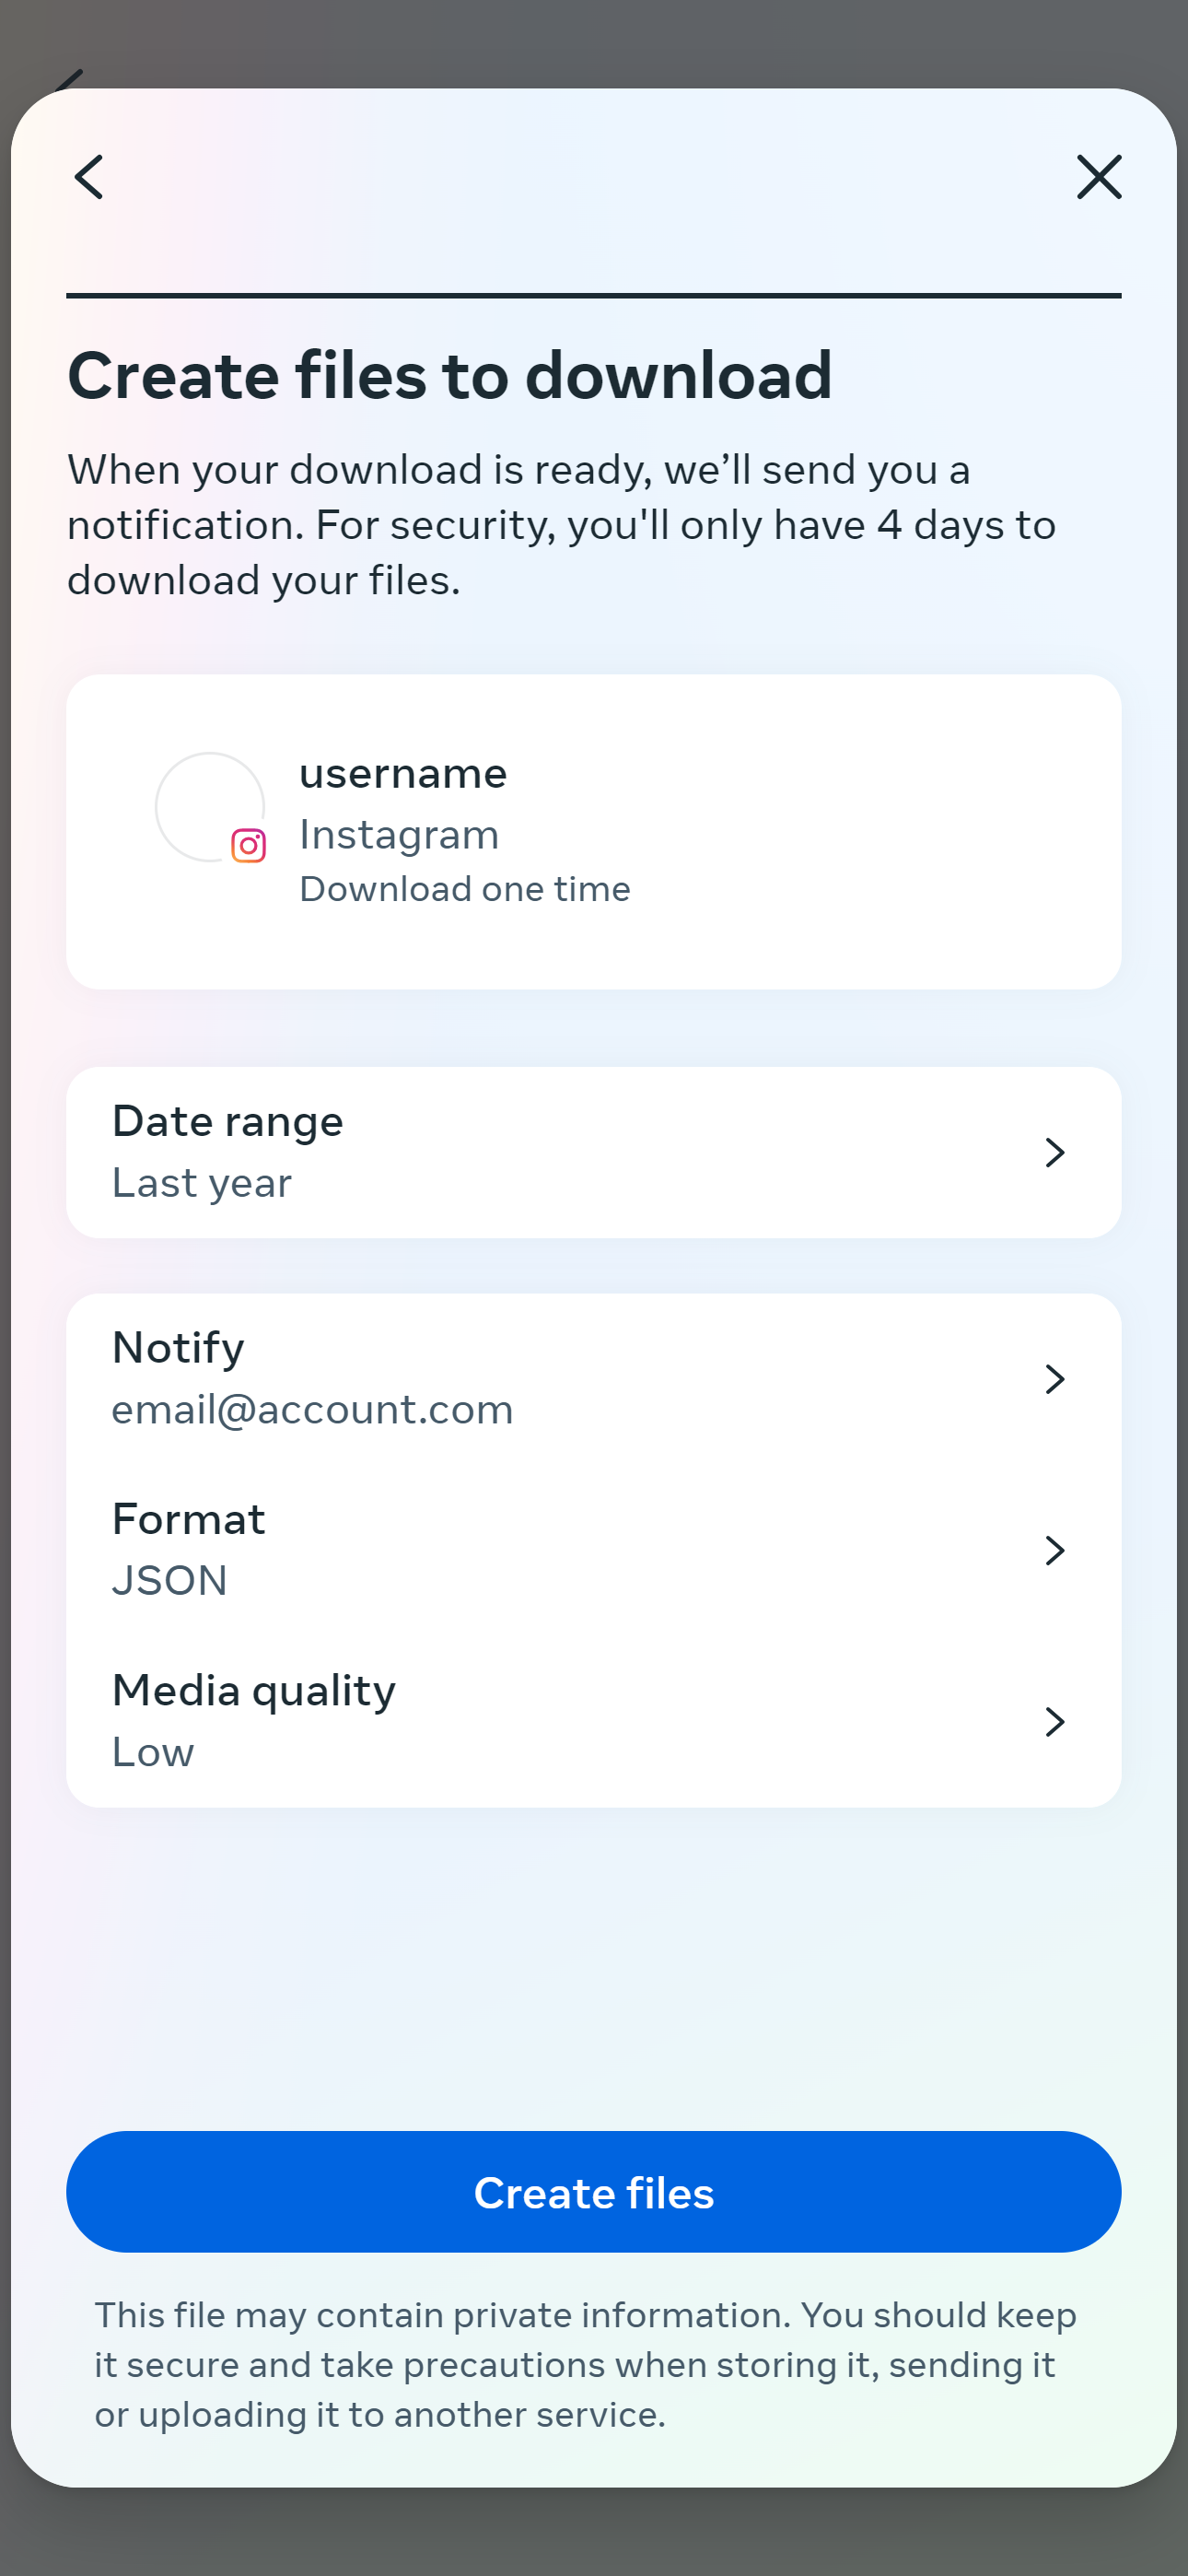 Create files to download
When your download is ready, we’ll send you a
notification. For security, you'll only have 4 days to
download your files.
username
Instagram
Download one time
Date range
Last year
Notify
email@account.com
Format
JSON
Media quality
Low
Create files
This file may contain private information. You should keep
it secure and take precautions when storing it, sending it
or uploading it to another service.